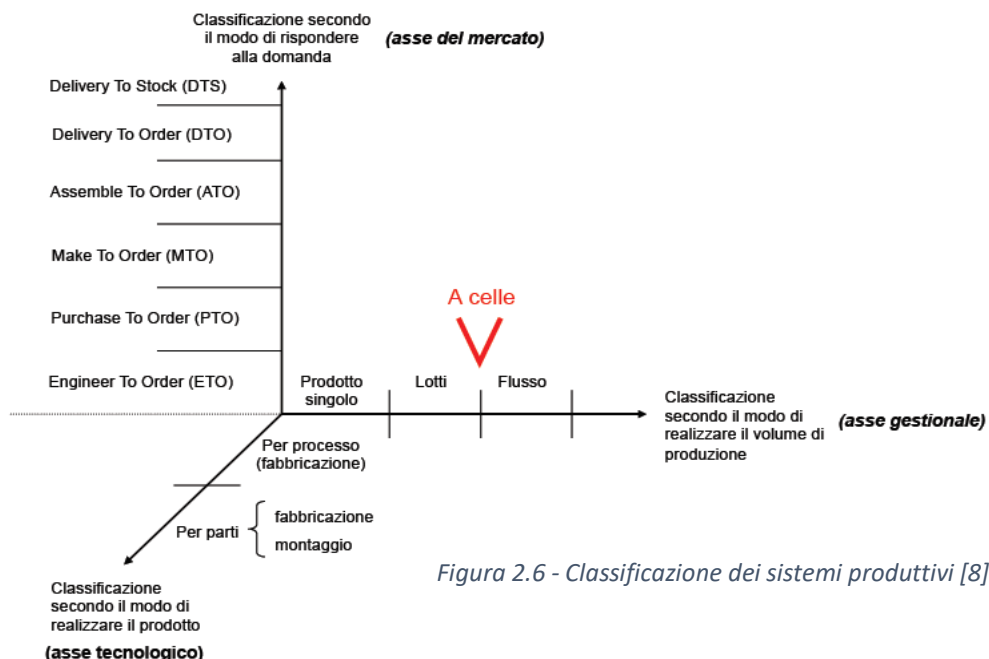 Classificazione secondo
il modo di rispondere
alla domanda
(asse del mercato)
Delivery To Stock (DTS)
Delivery To Order (DTO)
Assemble To Order (ATO)
Make To Order (MTO)
Purchase To Order (PTO)
Engineer To Order (ETO)
A celle
Prodotto
singolo
Lotti
Flusso
Classificazione
secondo il modo di
realizzare il volume di
produzione
(asse gestionale)
Per processo
(fabbricazione)
Per parti
fabbricazione
montaggio
Classificazione
secondo il modo di
realizzare il prodotto
(asse tecnologico)
Figura 2.6 - Classificazione dei sistemi produttivi [8]